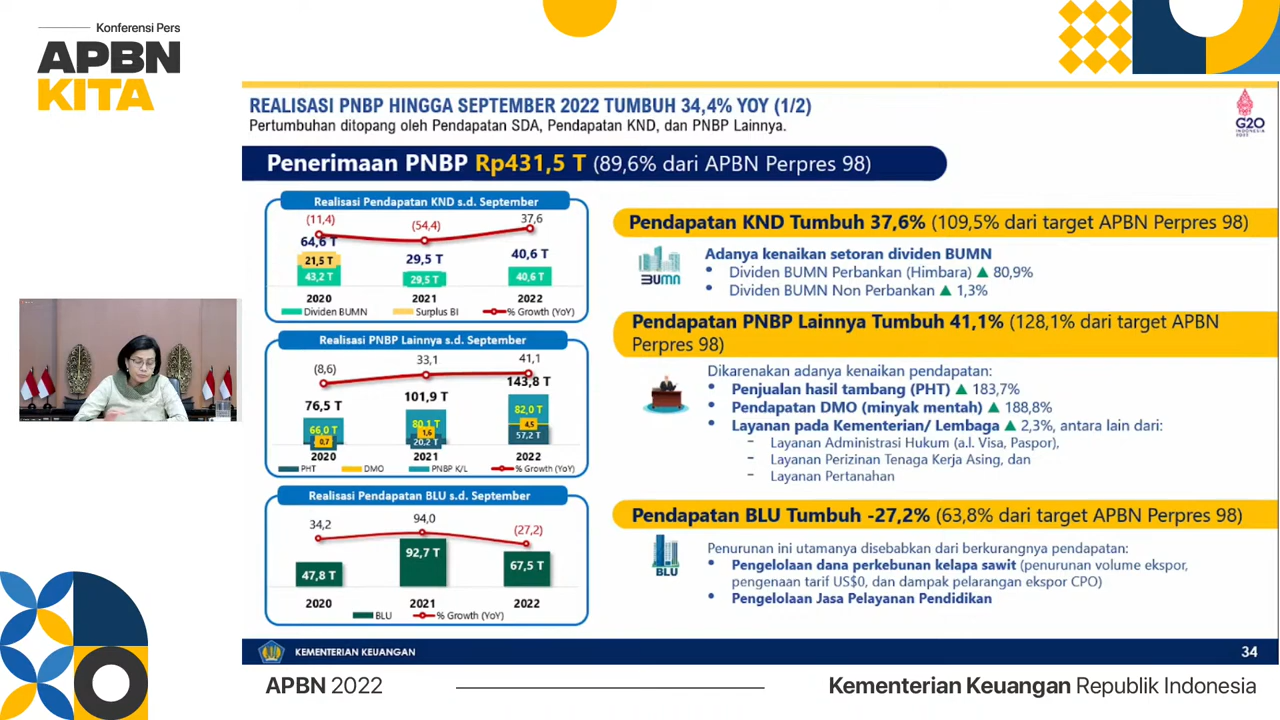 Konferensi Pers
APBN
KITA
REALISASI PNBP HINGGA SEPTEMBER 2022 TUMBUH 34,4% YOY (1/2)
Pertumbuhan ditopang oleh Pendapatan SDA, Pendapatan KND, dan PNBP Lainnya.
G20
Penerimaan PNBP Rp431,5 T (89,6% dari APBN Perpres 98)
Realisasi Pendapatan KND s.d. September
(11,4)
(54,4)
37,6
64,6 T
29,5 T
40,6 T
21,5 T
43,2 T
29,5 T
40,6 T
2020
2021
2022
Dividen BUMN
Surplus BI
% Growth (YoY)
Realisasi PNBP Lainnya s.d. September
(8,6)
33,1
41,1
76,5 T
101,9 T
143,8 T
66,0 T
80,1 T
82,0 T
0,7
1,6
4,5
20,2 T
57,2 T
2020
2021
2022
PHT
DMO
PNBP K/L
% Growth (YoY)
Realisasi Pendapatan BLU s.d. September
34,2
94,0
(27,2)
47,8 T
92,7 T
67,5 T
2020
2021
2022
BLU
% Growth (YoY)
Pendapatan KND Tumbuh 37,6% (109,5% dari target APBN Perpres 98)
BUMN
Adanya kenaikan setoran dividen BUMN
• Dividen BUMN Perbankan (Himbara) ▲ 80,9%
• Dividen BUMN Non Perbankan ▲ 1,3%
Pendapatan PNBP Lainnya Tumbuh 41,1% (128,1% dari target APBN
Perpres 98)
Dikarenakan adanya kenaikan pendapatan:
• Penjualan hasil tambang (PHT) ▲ 183,7%
• Pendapatan DMO (minyak mentah) ▲ 188,8%
• Layanan pada Kementerian/ Lembaga ▲ 2,3%, antara lain dari:
- Layanan Administrasi Hukum (a.l. Visa, Paspor),
- Layanan Perizinan Tenaga Kerja Asing, dan
- Layanan Pertanahan
Pendapatan BLU Tumbuh -27,2% (63,8% dari target APBN Perpres 98)
BLU
Penurunan ini utamanya disebabkan dari berkurangnya pendapatan:
• Pengelolaan dana perkebunan kelapa sawit (penurunan volume ekspor,
pengenaan tarif US$0, dan dampak pelarangan ekspor CPO)
• Pengelolaan Jasa Pelayanan Pendidikan
KEMENTERIAN KEUANGAN
34
APBN 2022
Kementerian Keuangan Republik Indonesia